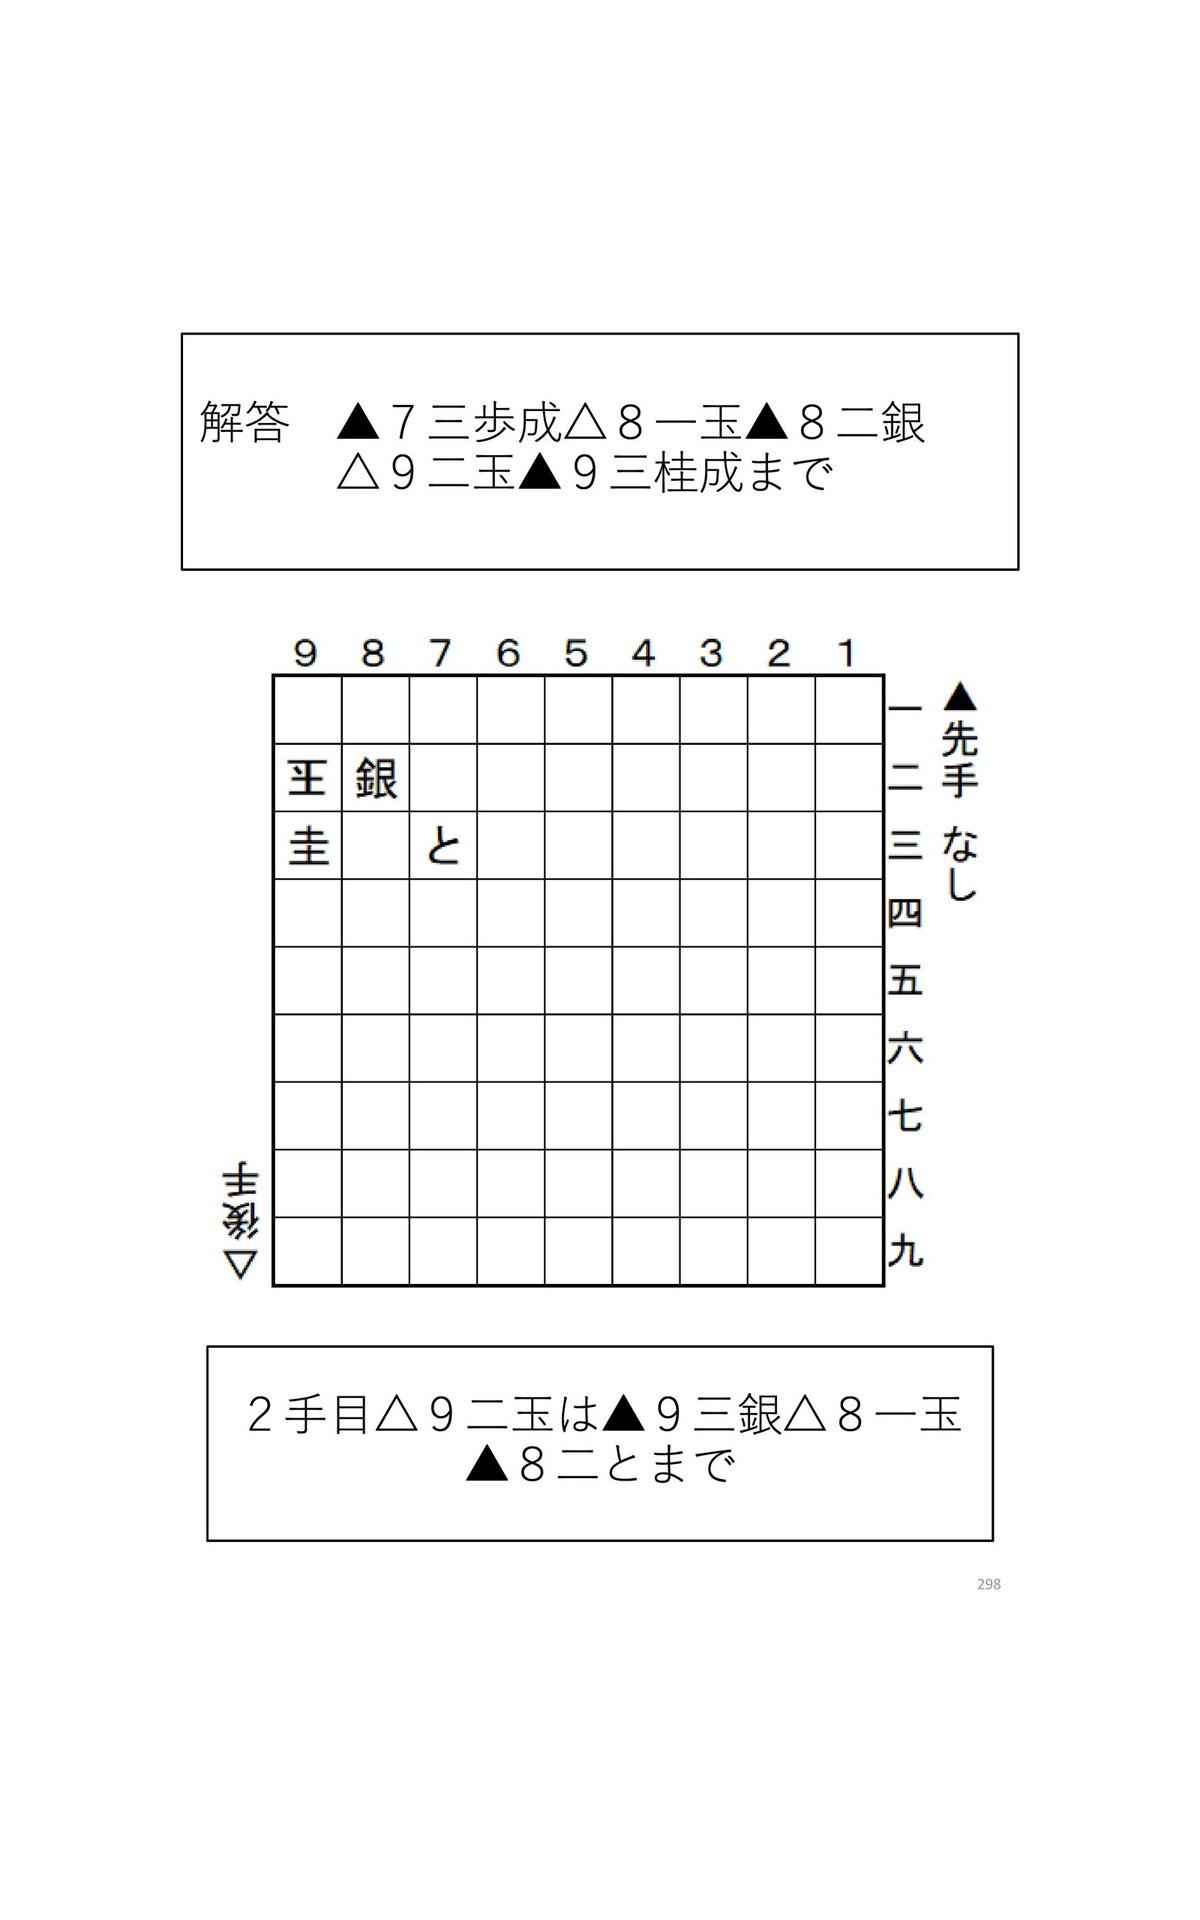 解答　▲７三歩成△８一玉▲８二銀
△９二玉▲９三桂成まで
９ ８ ７ ６ ５ ４ ３ ２ １
一
王 銀 二
圭 と 三
四
五
六
七
八
九
▲先手 なし
△後手
２手目△９二玉は▲９三銀△８一玉
▲８二とまで
298